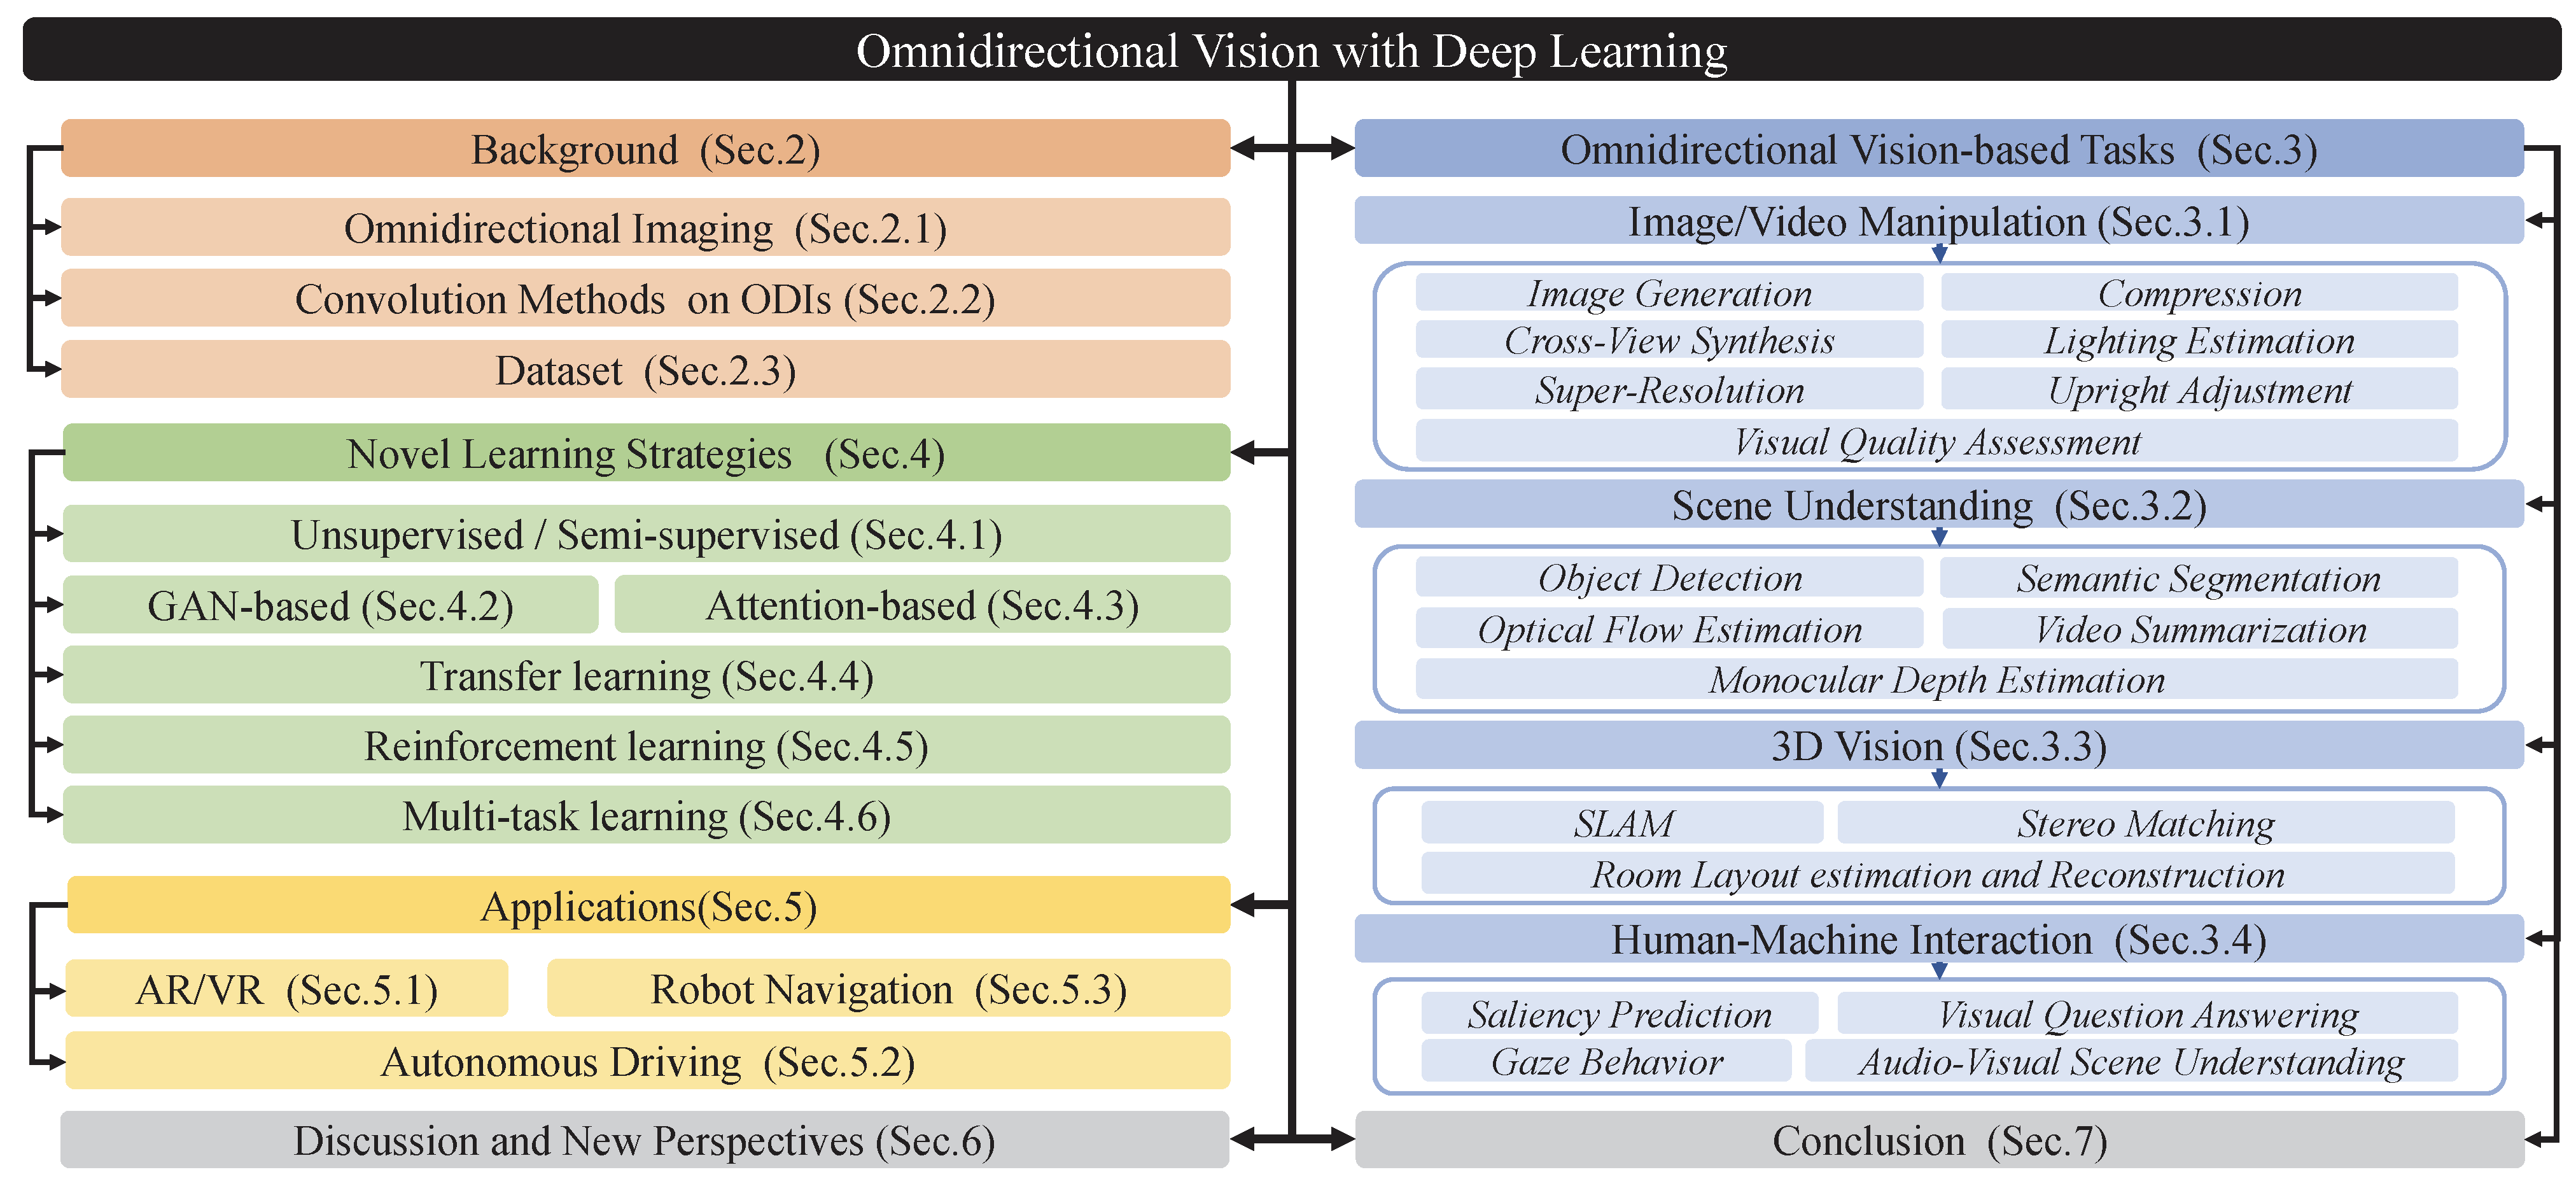 Omnidirectional Vision with Deep Learning
Background (Sec.2)
Omnidirectional Imaging (Sec.2.1)
Convolution Methods on ODIs (Sec.2.2)
Dataset (Sec.2.3)
Novel Learning Strategies (Sec.4)
Unsupervised / Semi-supervised (Sec.4.1)
GAN-based (Sec.4.2)
Attention-based (Sec.4.3)
Transfer learning (Sec.4.4)
Reinforcement learning (Sec.4.5)
Multi-task learning (Sec.4.6)
Applications(Sec.5)
AR/VR (Sec.5.1)
Robot Navigation (Sec.5.3)
Autonomous Driving (Sec.5.2)
Discussion and New Perspectives (Sec.6)
Omnidirectional Vision-based Tasks (Sec.3)
Image/Video Manipulation (Sec.3.1)
Image Generation
Compression
Cross-View Synthesis
Lighting Estimation
Super-Resolution
Upright Adjustment
Visual Quality Assessment
Scene Understanding (Sec.3.2)
Object Detection
Semantic Segmentation
Optical Flow Estimation
Video Summarization
Monocular Depth Estimation
3D Vision (Sec.3.3)
SLAM
Stereo Matching
Room Layout estimation and Reconstruction
Human-Machine Interaction (Sec.3.4)
Saliency Prediction
Visual Question Answering
Gaze Behavior
Audio-Visual Scene Understanding
Conclusion (Sec.7)